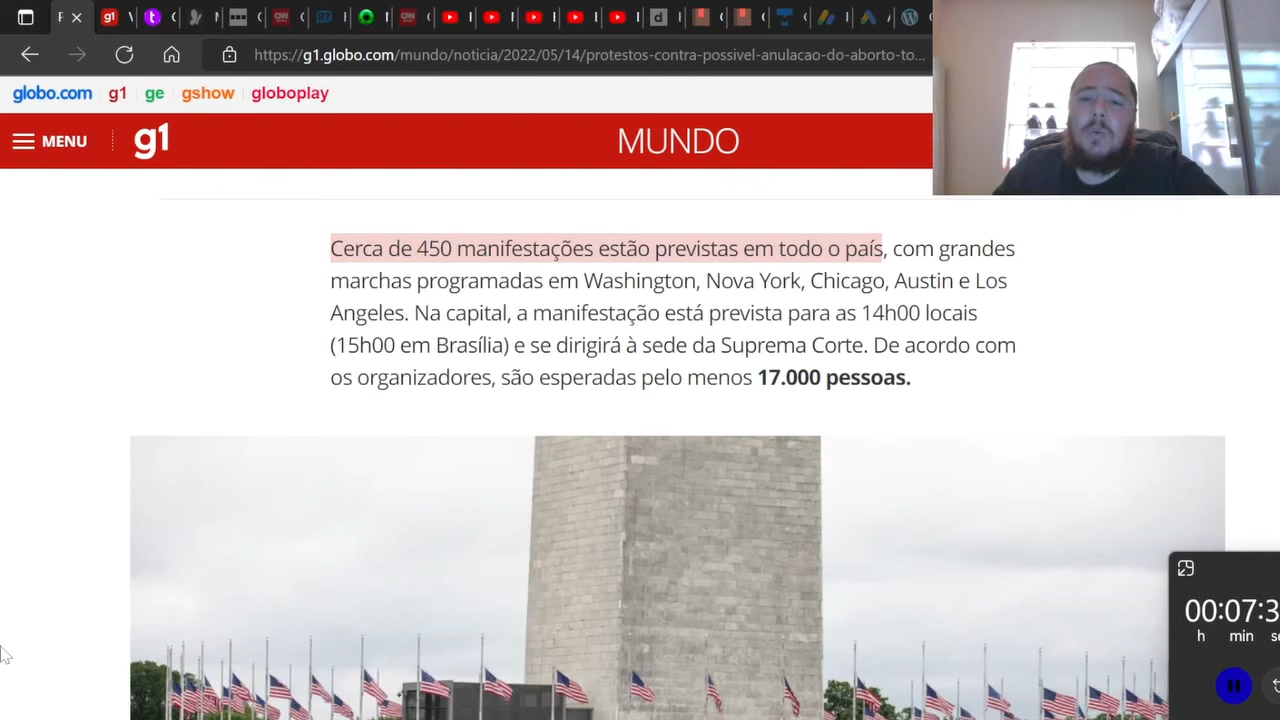 https://g1.globo.com/mundo/noticia/2022/05/14/protestos-contra-possivel-anulacao-do-aborto-to...
globo.com g1 ge gshow globoplay
MENU g1 MUNDO
Cerca de 450 manifestações estão previstas em todo o país, com grandes
marchas programadas em Washington, Nova York, Chicago, Austin e Los
Angeles. Na capital, a manifestação está prevista para as 14h00 locais
(15h00 em Brasília) e se dirigirá à sede da Suprema Corte. De acordo com
os organizadores, são esperadas pelo menos 17.000 pessoas.
00:07:3
h min se